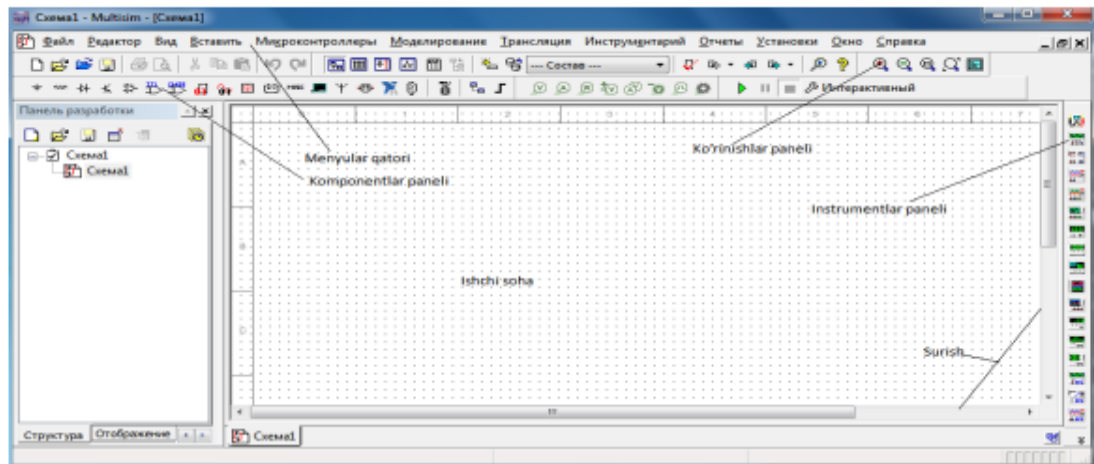 Схема1 - Multisim - [Схема1]
Файл Редактор Вид Вставить Микроконтроллеры Моделирование Трансляция Инструментарий Отчеты Установки Окно Справка
--- Состав ---
Интерактивный
Панель разработки
Схема1
Схема1
Menyular qatori
Ko'rinishlar paneli
Komponentlar paneli
Instrumentlar paneli
Ishchi soha
Surish
Структура Отображение
Схема1